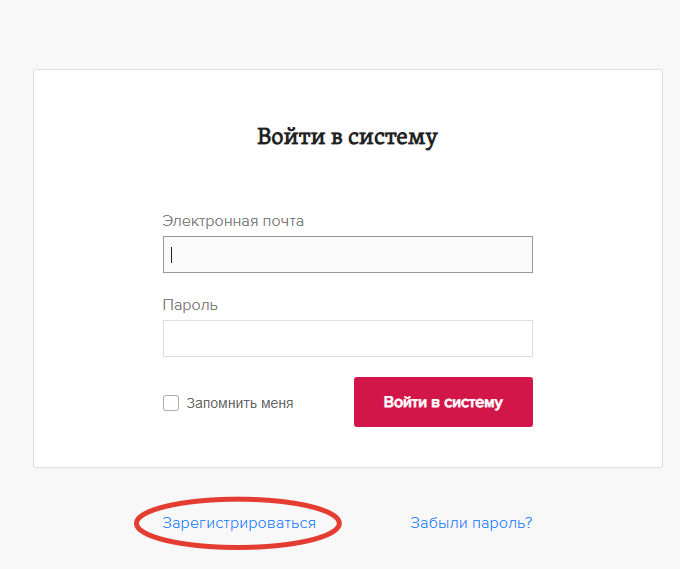 Войти в систему
Электронная почта
Пароль
Запомнить меня
Войти в систему
Зарегистрироваться
Забыли пароль?